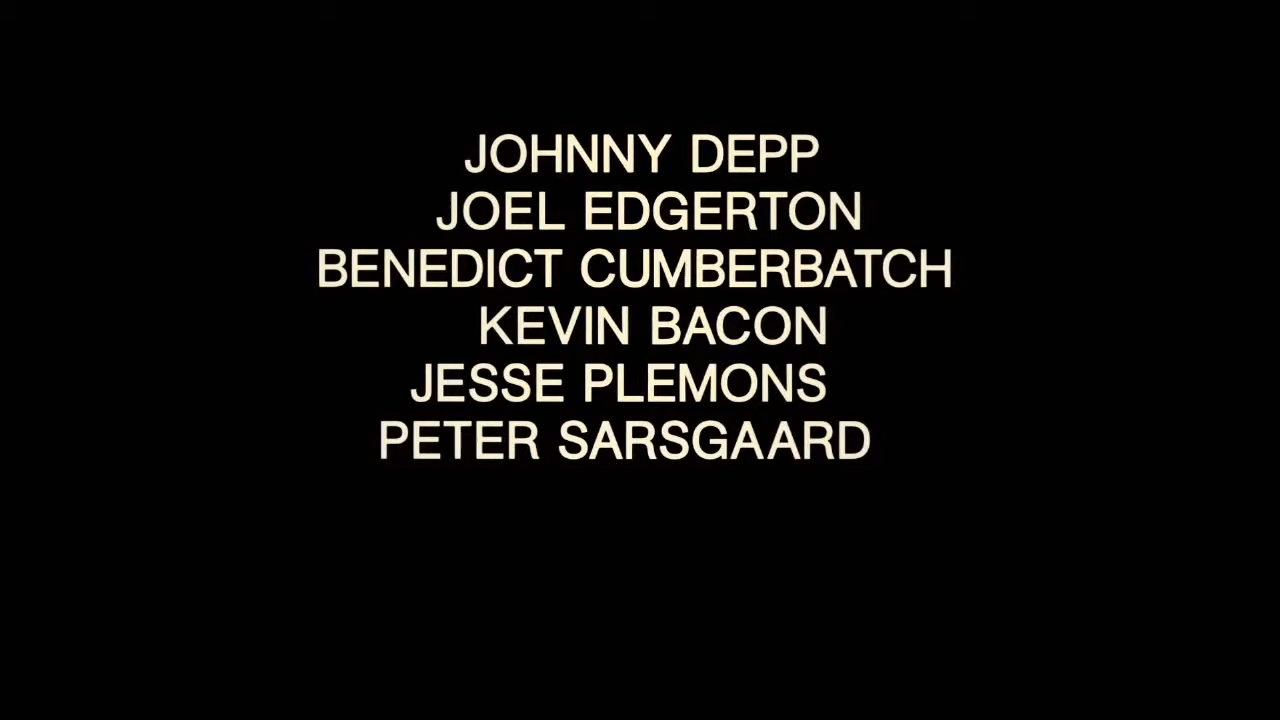 JOHNNY DEPP
JOEL EDGERTON
BENEDICT CUMBERBATCH
KEVIN BACON
JESSE PLEMONS
PETER SARSGAARD